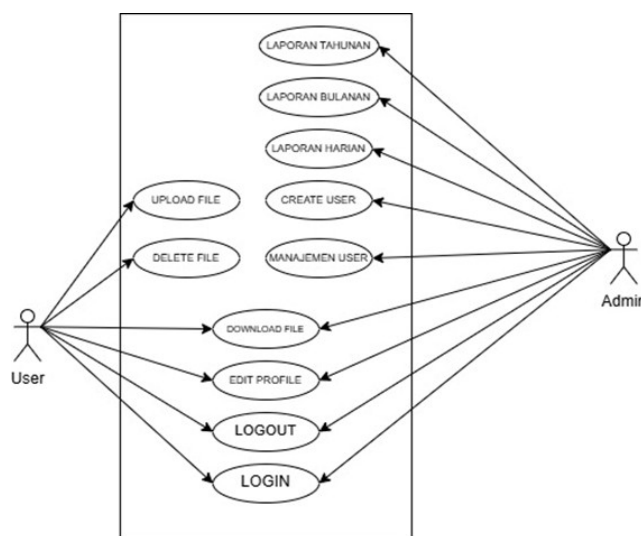 LAPORAN TAHUNAN
LAPORAN BULANAN
LAPORAN HARIAN
UPLOAD FILE
CREATE USER
DELETE FILE
MANAJEMEN USER
Admin
DOWNLOAD FILE
User
EDIT PROFILE
LOGOUT
LOGIN